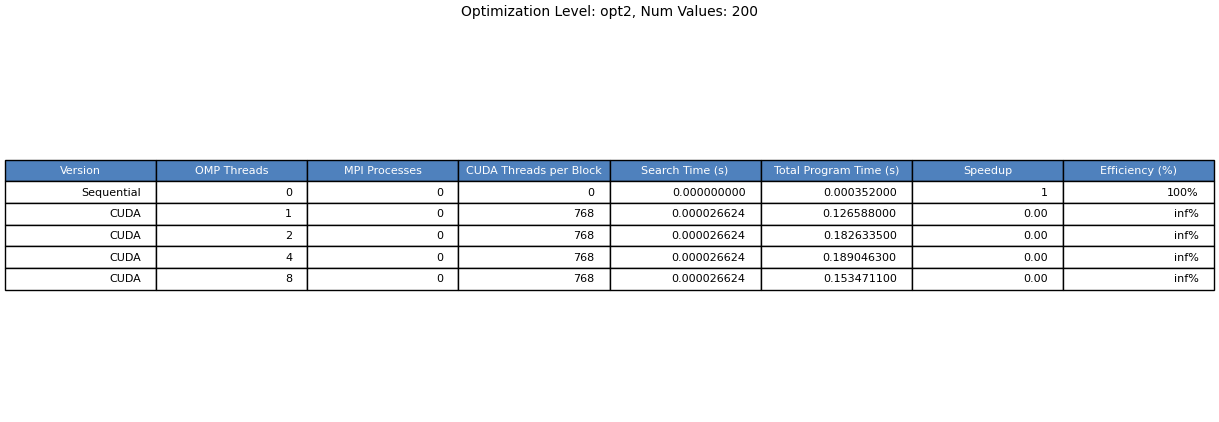 Optimization Level: opt2, Num Values: 200
Version OMP Threads MPI Processes CUDA Threads per Block Search Time (s) Total Program Time (s) Speedup Efficiency (%)
Sequential 0 0 0 0.000000000 0.000352000 1 100%
CUDA 1 0 768 0.000026624 0.126588000 0.00 inf%
CUDA 2 0 768 0.000026624 0.182633500 0.00 inf%
CUDA 4 0 768 0.000026624 0.189046300 0.00 inf%
CUDA 8 0 768 0.000026624 0.153471100 0.00 inf%